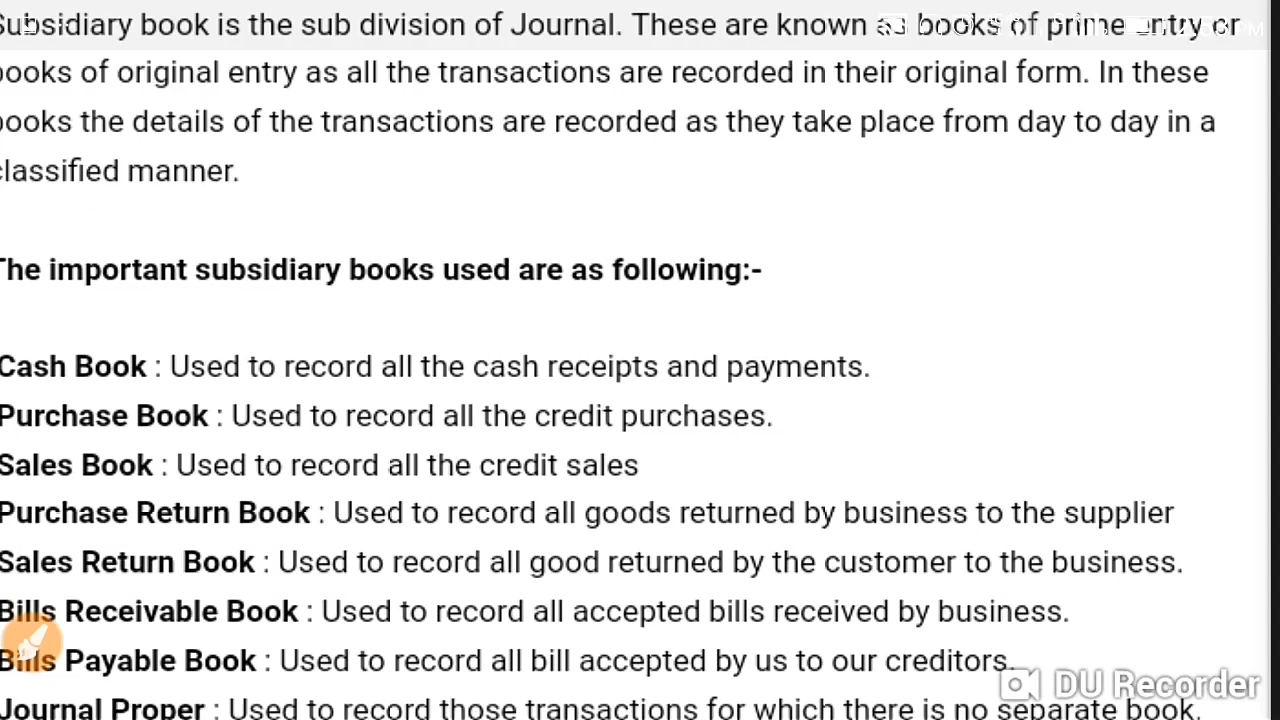 Subsidiary book is the sub division of Journal. These are known as books of prime entry or
books of original entry as all the transactions are recorded in their original form. In these
books the details of the transactions are recorded as they take place from day to day in a
classified manner.
The important subsidiary books used are as following:-
Cash Book : Used to record all the cash receipts and payments.
Purchase Book : Used to record all the credit purchases.
Sales Book : Used to record all the credit sales
Purchase Return Book : Used to record all goods returned by business to the supplier
Sales Return Book : Used to record all good returned by the customer to the business.
Bills Receivable Book : Used to record all accepted bills received by business.
Bills Payable Book : Used to record all bill accepted by us to our creditors.
DU Recorder
Journal Proper : Used to record those transactions for which there is no separate book.